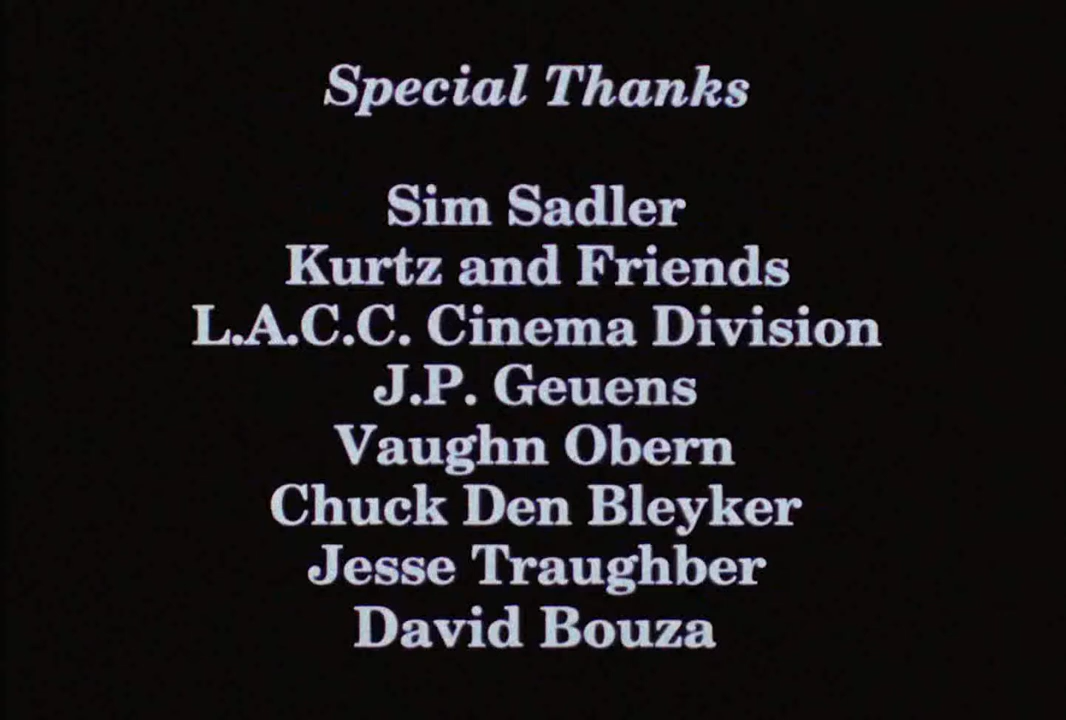 Special Thanks
Sim Sadler
Kurtz and Friends
L.A.C.C. Cinema Division
J.P. Geuens
Vaughn Obern
Chuck Den Bleyker
Jesse Traughber
David Bouza